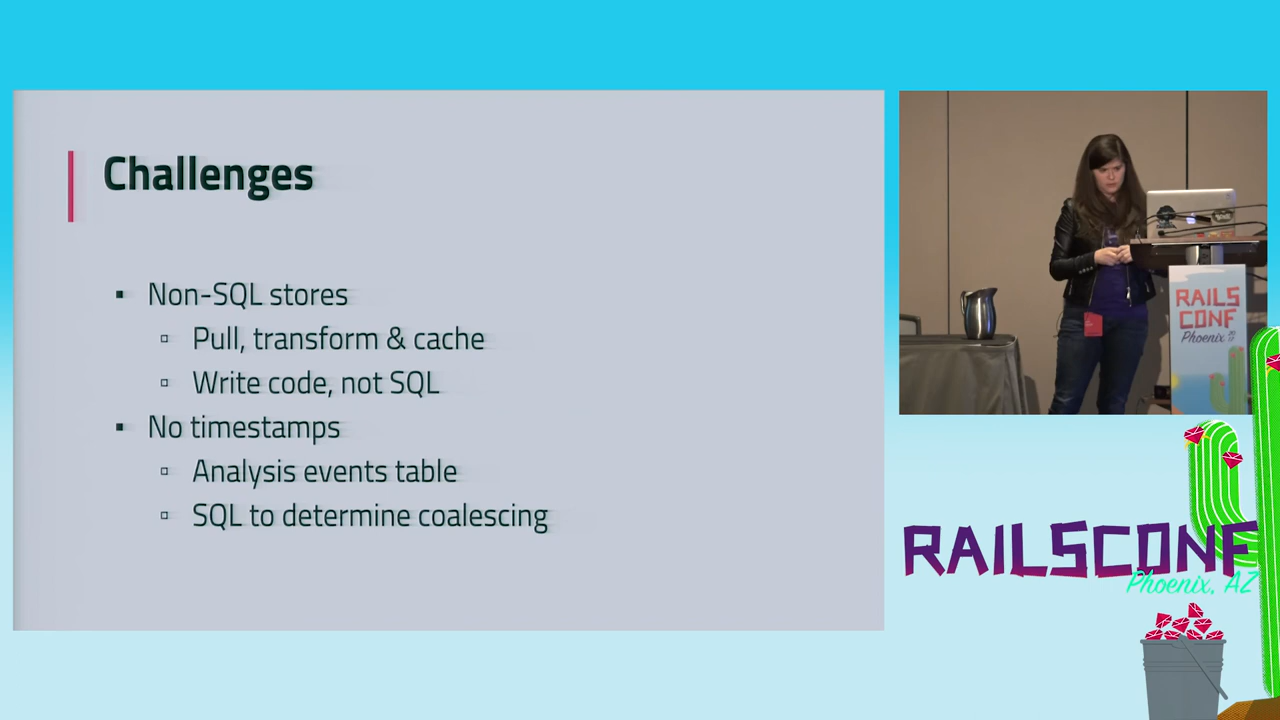 Challenges
▪ Non-SQL stores
▫ Pull, transform & cache
▫ Write code, not SQL
▪ No timestamps
▫ Analysis events table
▫ SQL to determine coalescing
RAILS
CONF
Phoenix
RAILSCONF
Phoenix, AZ